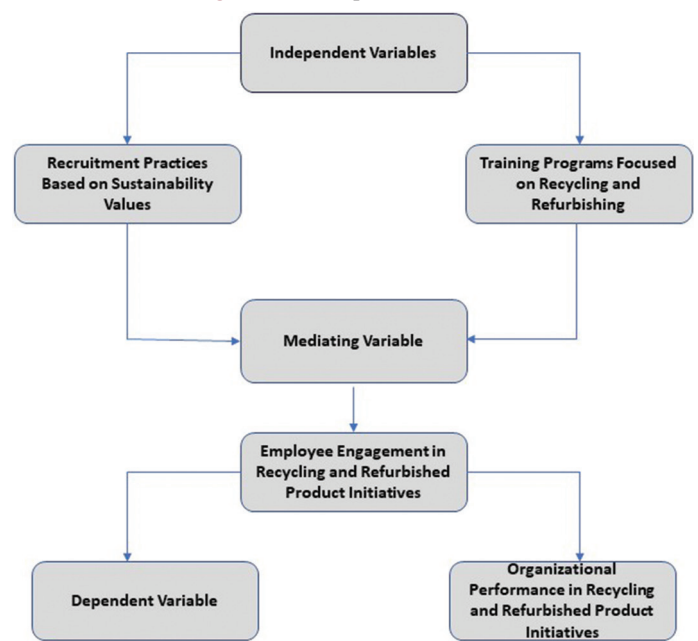 Independent Variables
Recruitment Practices
Based on Sustainability
Values
Training Programs Focused
on Recycling and
Refurbishing
Mediating Variable
Employee Engagement in
Recycling and Refurbished
Product Initiatives
Dependent Variable
Organizational
Performance in Recycling
and Refurbished Product
Initiatives